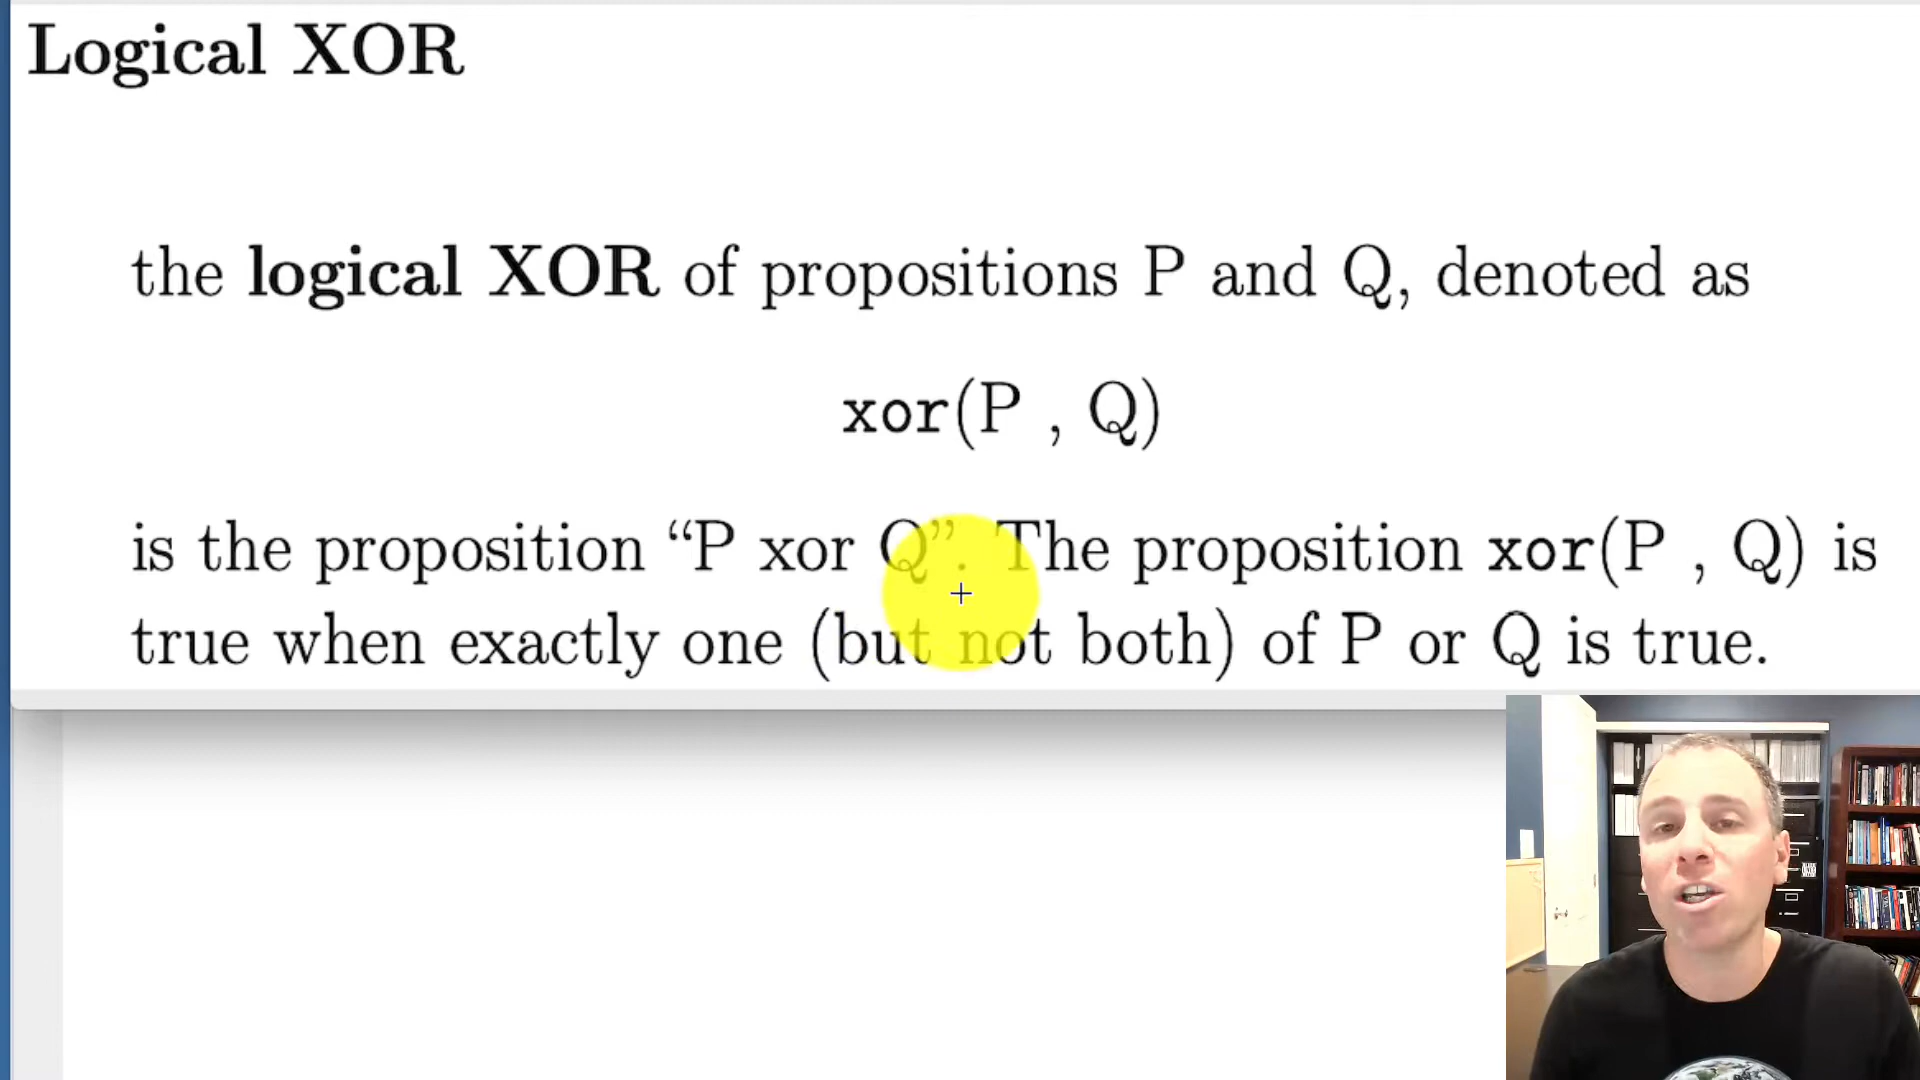 Logical XOR
the logical XOR of propositions P and Q, denoted as
xor(P , Q)
is the proposition “P xor Q”. The proposition xor(P , Q) is
true when exactly one (but not both) of P or Q is true.